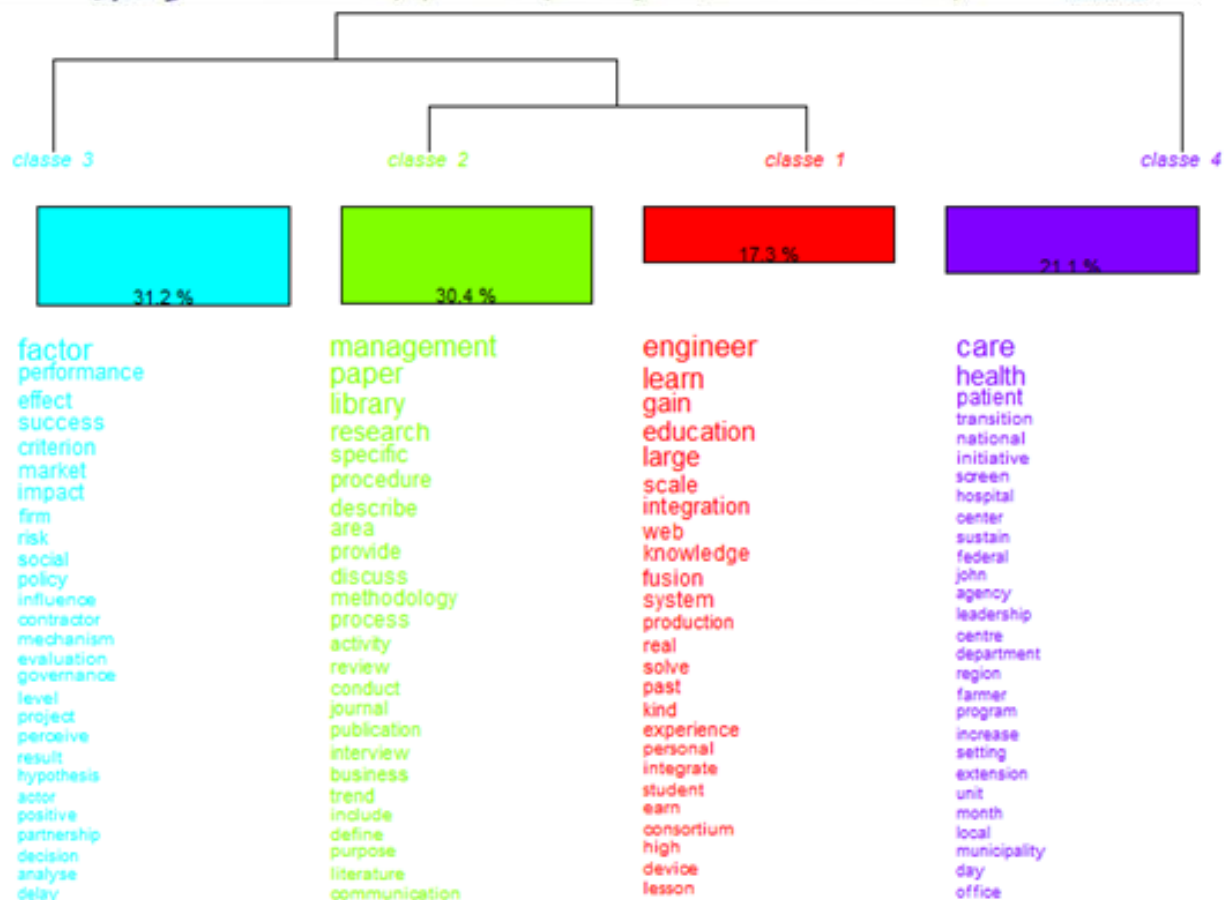 classe 3
classe 2
classe 1
classe 4
31.2 %
30.4 %
17.3 %
21.1 %
factor
performance
effect
success
criterion
market
impact
firm
risk
social
policy
influence
contractor
mechanism
evaluation
governance
level
project
perceive
result
hypothesis
actor
positive
partnership
decision
analyse
delay
management
paper
library
research
specific
procedure
describe
area
provide
discuss
methodology
process
activity
review
conduct
journal
publication
interview
business
trend
include
define
purpose
literature
communication
engineer
learn
gain
education
large
scale
integration
web
knowledge
fusion
system
production
real
solve
past
kind
experience
personal
integrate
student
earn
consortium
high
device
lesson
care
health
patient
transition
national
initiative
screen
hospital
center
sustain
federal
john
agency
leadership
centre
department
region
farmer
program
increase
setting
extension
unit
month
local
municipality
day
office